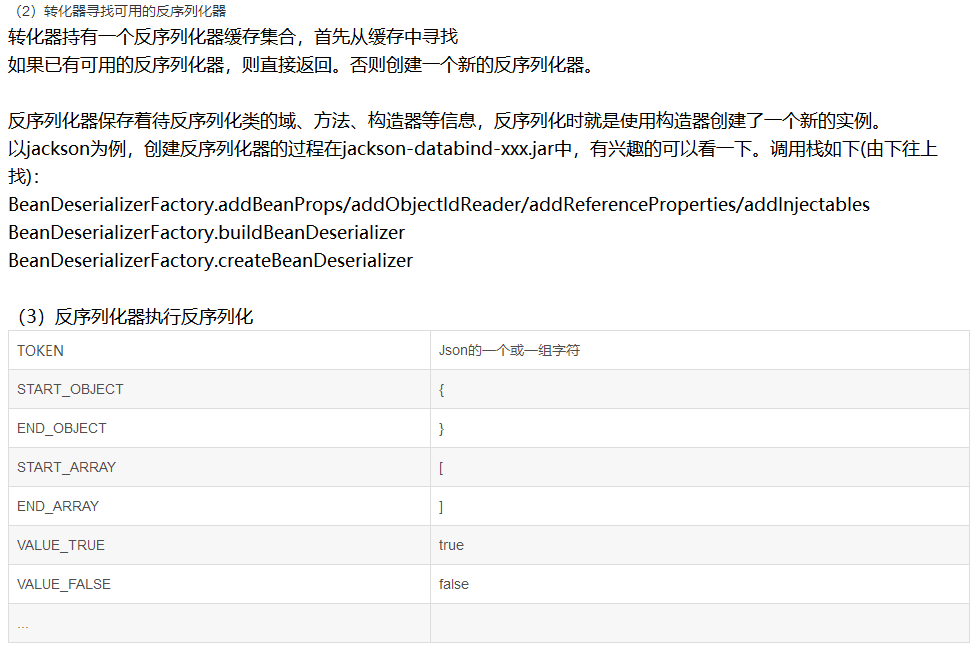 （2）转化器寻找可用的反序列化器
转化器持有一个反序列化器缓存集合，首先从缓存中寻找
如果已有可用的反序列化器，则直接返回。否则创建一个新的反序列化器。
反序列化器保存着待反序列化类的域、方法、构造器等信息，反序列化时就是使用构造器创建了一个新的实例。
以jackson为例，创建反序列化器的过程在jackson-databind-xxx.jar中，有兴趣的可以看一下。调用栈如下(由下往上
找)：
BeanDeserializerFactory.addBeanProps/addObjectIdReader/addReferenceProperties/addInjectables
BeanDeserializerFactory.buildBeanDeserializer
BeanDeserializerFactory.createBeanDeserializer
（3）反序列化器执行反序列化
TOKEN Json的一个或一组字符
START_OBJECT {
END_OBJECT }
START_ARRAY [
END_ARRAY ]
VALUE_TRUE true
VALUE_FALSE false
...